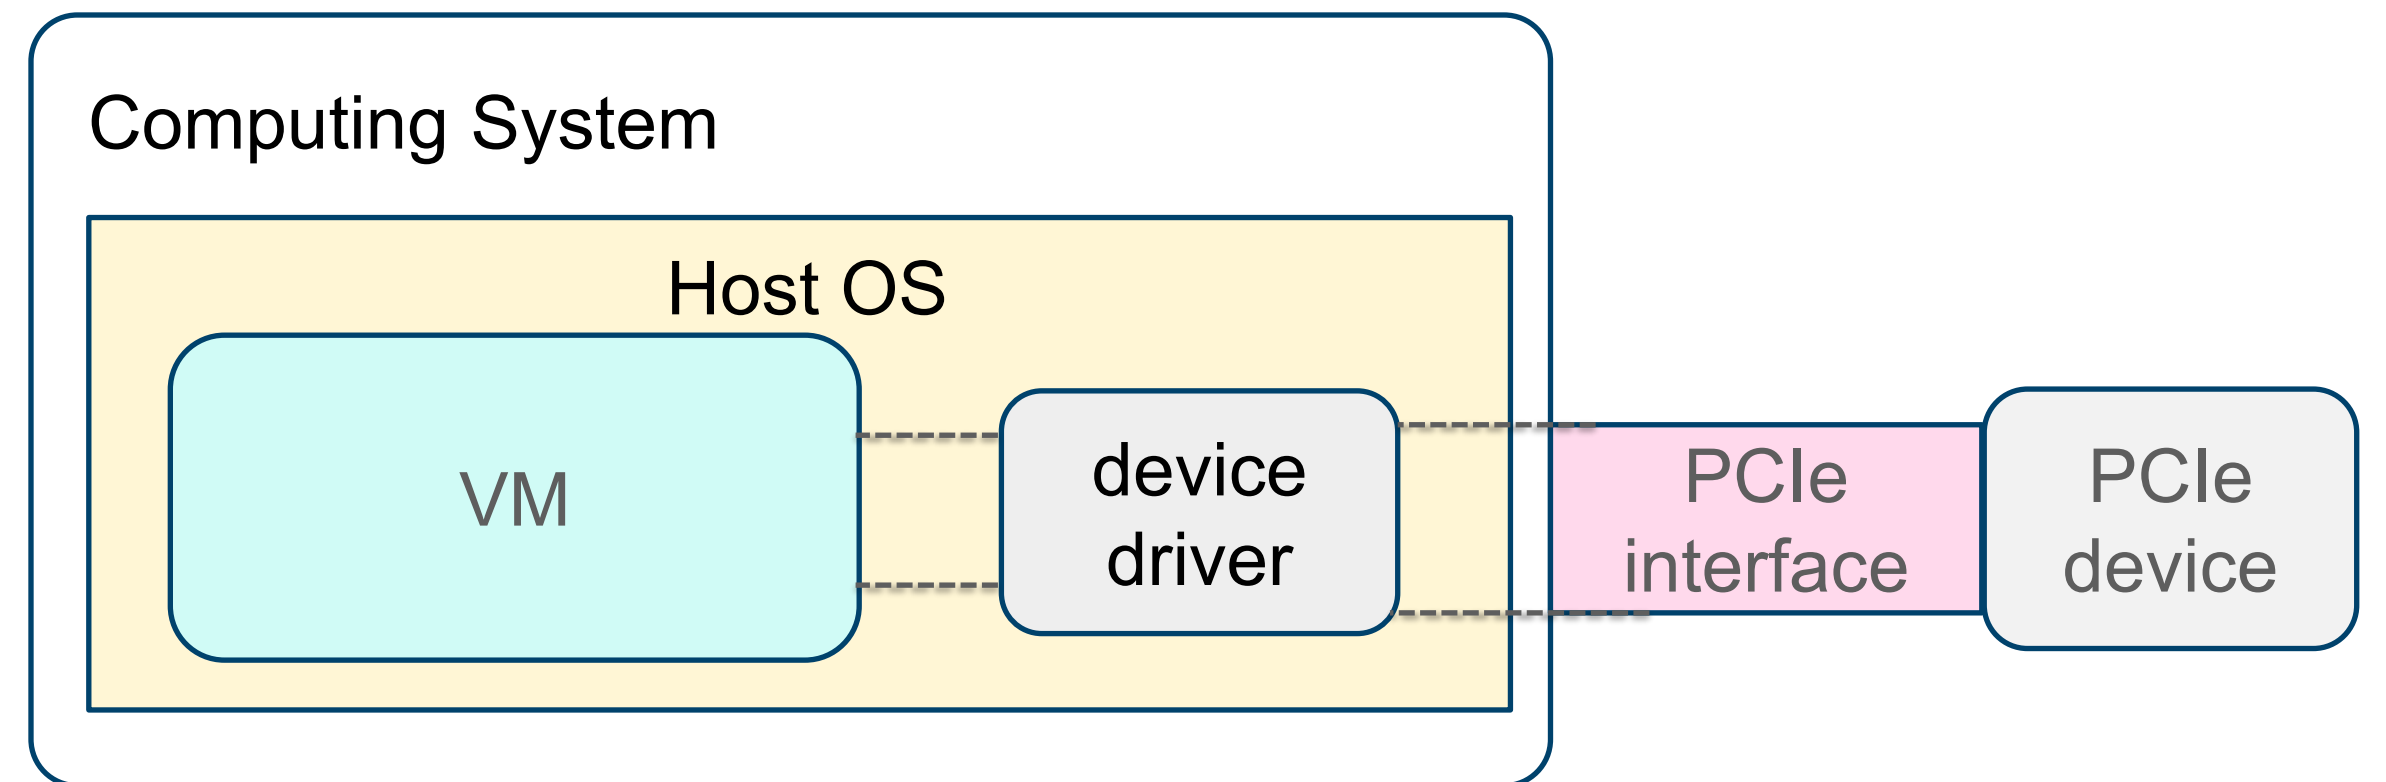 Computing System
Host OS
VM
device
driver
PCIe
interface
PCIe
device